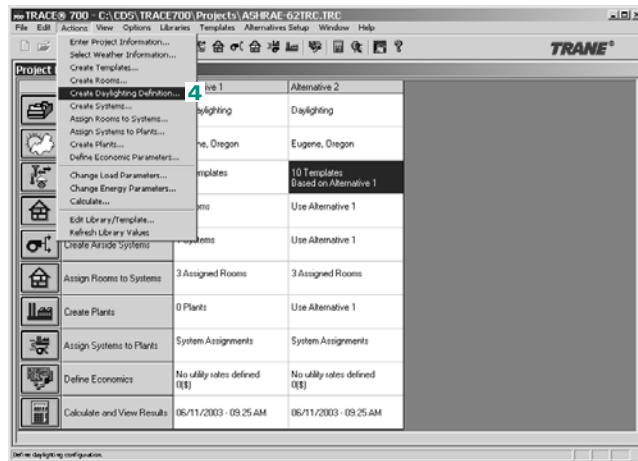 TRACE® 700 - C:\CDS\TRACE700\Projects\ASHRAE-62TRC.TRC
File Edit Actions View Options Libraries Templates Alternatives Setup Window Help
TRANE®
Project
Enter Project Information...
Select Weather Information...
Create Templates...
Create Rooms...
Create Daylighting Definition...
4
Create Systems...
Assign Rooms to Systems...
Assign Systems to Plants...
Create Plants...
Define Economic Parameters...
Change Load Parameters...
Change Energy Parameters...
Calculate...
Edit Library/Template...
Refresh Library Values
ive 1 Alternative 2
aylighting Daylighting
ne, Oregon Eugene, Oregon
emplates 10 Templates
Based on Alternative 1
oms Use Alternative 1
Create Airside Systems Systems Use Alternative 1
Assign Rooms to Systems 3 Assigned Rooms 3 Assigned Rooms
Create Plants 0 Plants Use Alternative 1
Assign Systems to Plants System Assignments System Assignments
Define Economics No utility rates defined No utility rates defined
0($) 0($)
Calculate and View Results 06/11/2003 - 09:25 AM 06/11/2003 - 09:25 AM
Define daylighting configuration.